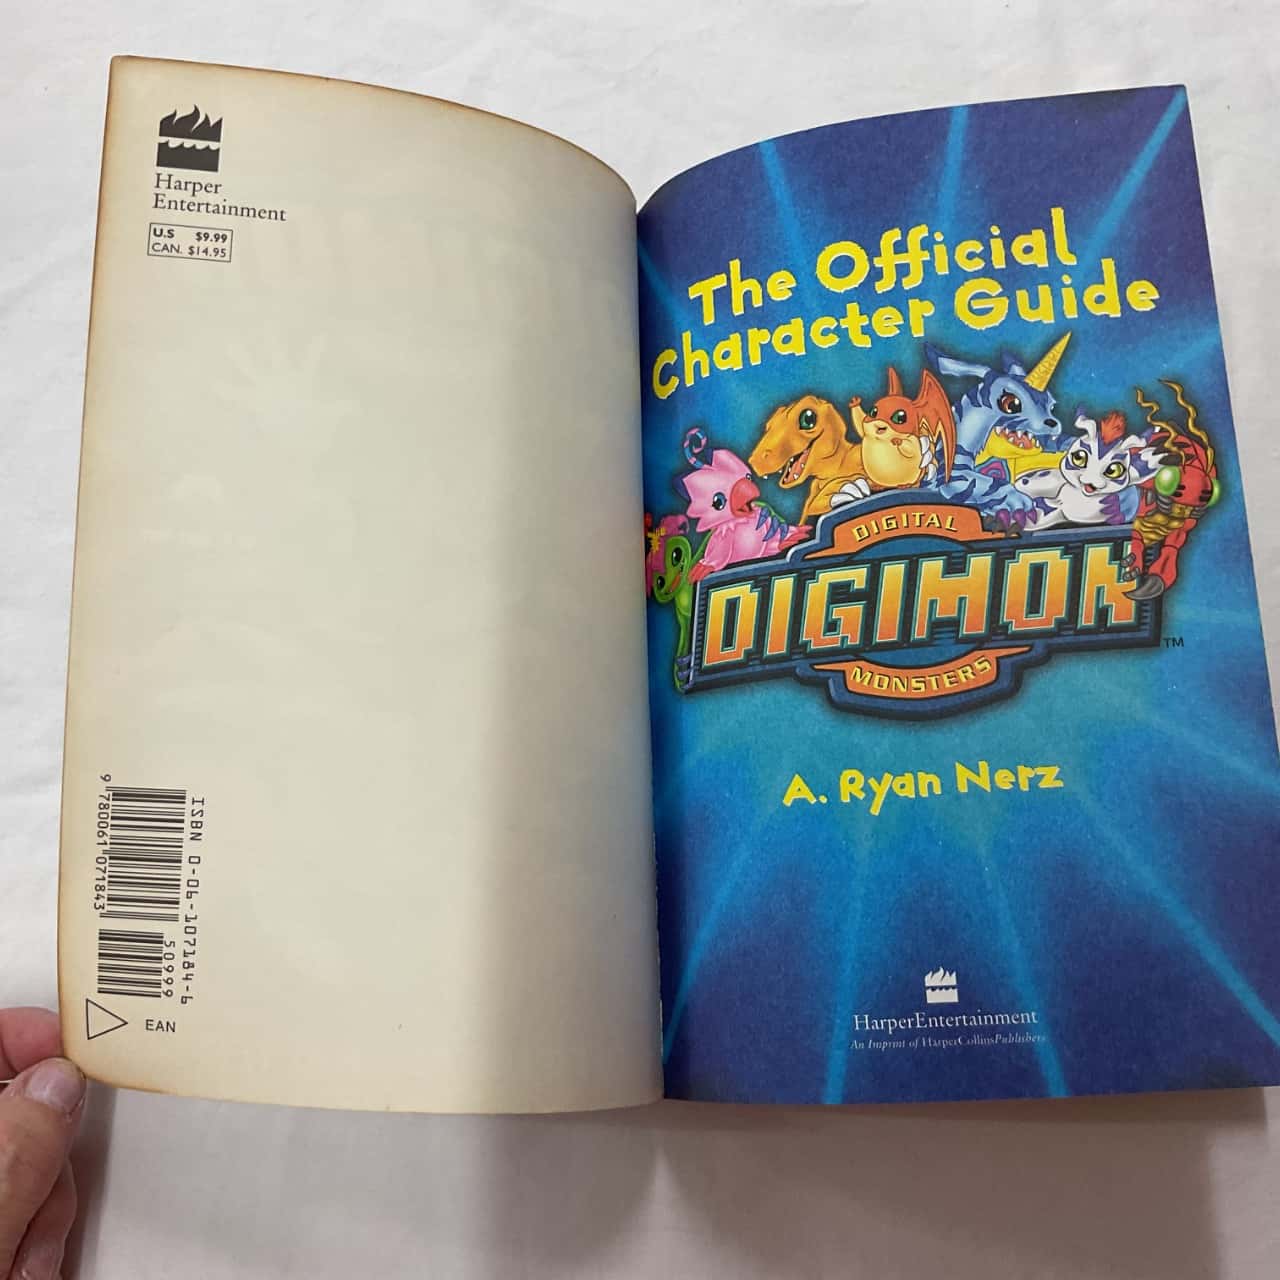 Harper
Entertainment
U.S $9.99
CAN. $14.95
9 780061 071843
ISBN 0-06-107184-6
50999
EAN
The Official
Character Guide
DIGITAL
DIGIMON
MONSTERS
TM
A. Ryan Nerz
HarperEntertainment
An Imprint of HarperCollinsPublishers